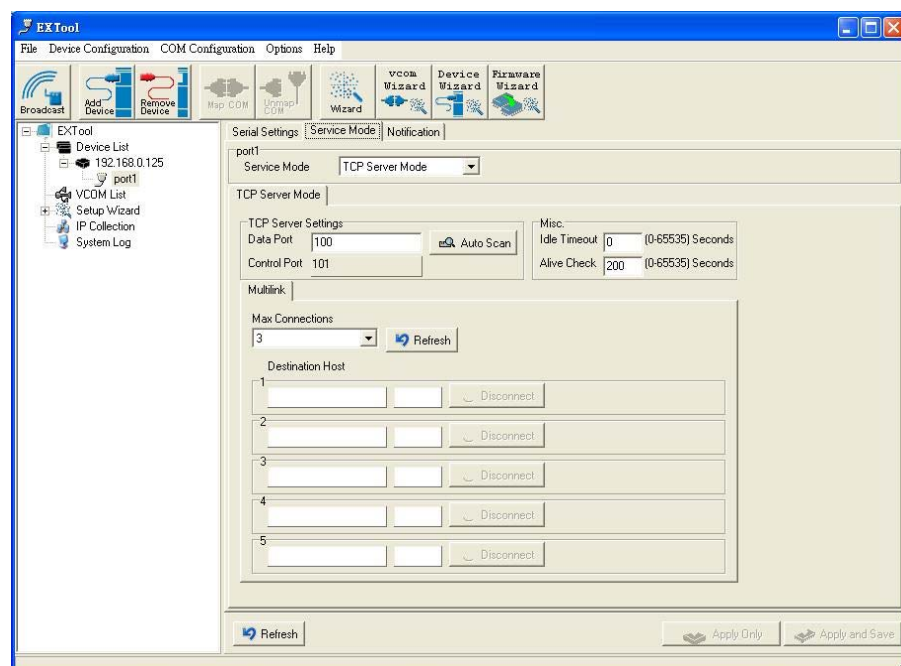 EXTool
File Device Configuration COM Configuration Options Help
Broadcast Add Device Remove Device Map COM Unmap COM Wizard vcom Wizard Device Wizard Firmware Wizard
EXTool
Device List
192.168.0.125
port1
VCOM List
Setup Wizard
IP Collection
System Log
Serial Settings Service Mode Notification
port1
Service Mode TCP Server Mode
TCP Server Mode
TCP Server Settings
Data Port 100 Auto Scan
Control Port 101
Misc.
Idle Timeout 0 (0-65535) Seconds
Alive Check 200 (0-65535) Seconds
Multilink
Max Connections
3 Refresh
Destination Host
1 Disconnect
2 Disconnect
3 Disconnect
4 Disconnect
5 Disconnect
Refresh Apply Only Apply and Save